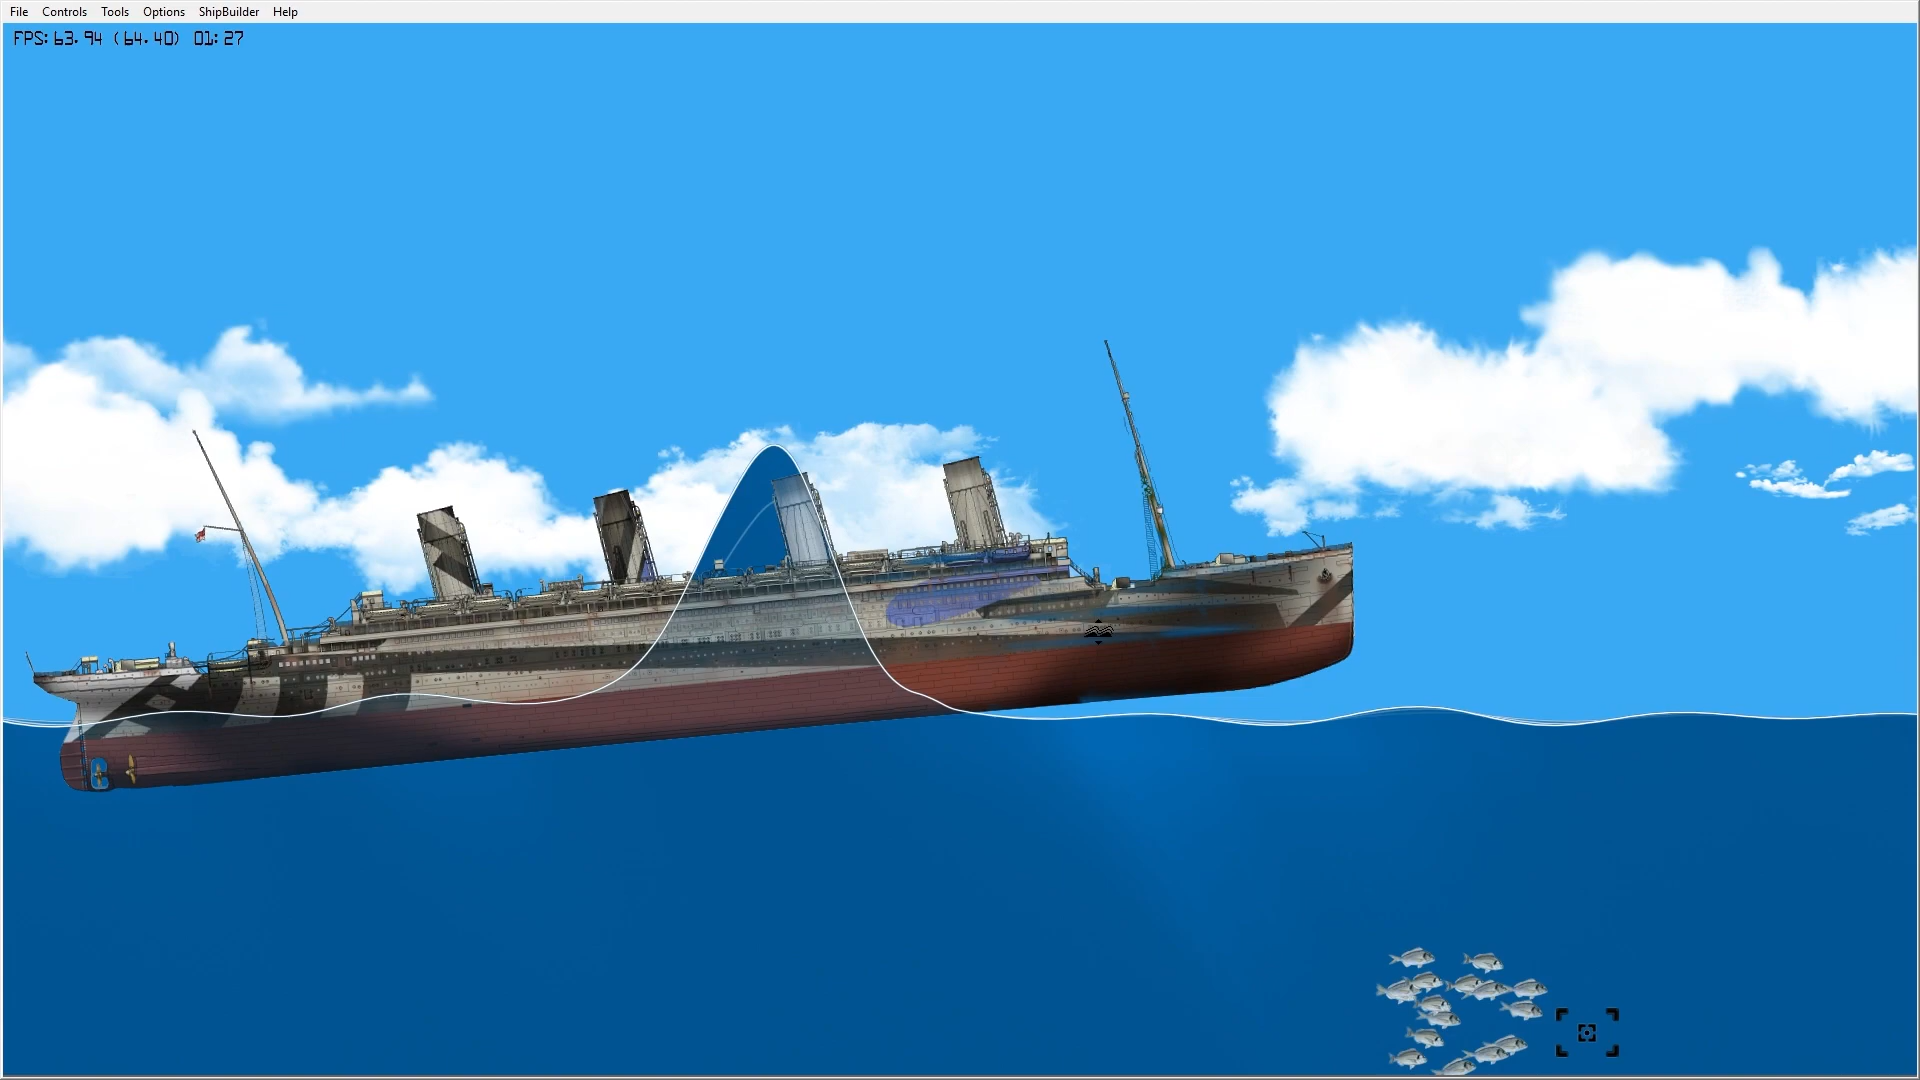 File Controls Tools Options ShipBuilder Help
FPS: 63.94 (64.40) 01:27